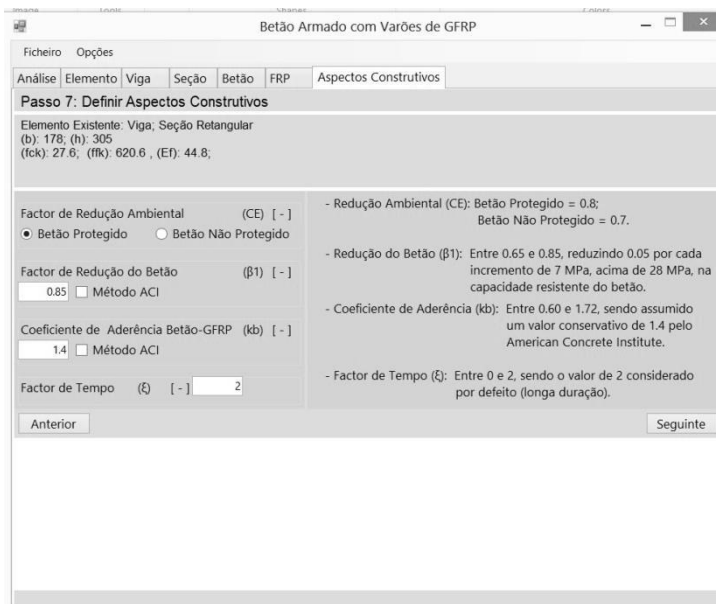 Betão Armado com Varões de GFRP
Ficheiro Opções
Análise Elemento Viga Seção Betão FRP Aspectos Construtivos
Passo 7: Definir Aspectos Construtivos
Elemento Existente: Viga; Seção Retangular
(b): 178; (h): 305
(fck): 27.6; (ffk): 620.6 , (Ef): 44.8;
Factor de Redução Ambiental (CE) [ - ]
Betão Protegido Betão Não Protegido
Factor de Redução do Betão (β1) [ - ]
0.85 Método ACI
Coeficiente de Aderência Betão-GFRP (kb) [ - ]
1.4 Método ACI
Factor de Tempo (ξ) [ - ] 2
- Redução Ambiental (CE): Betão Protegido = 0.8;
Betão Não Protegido = 0.7.
- Redução do Betão (β1): Entre 0.65 e 0.85, reduzindo 0.05 por cada
incremento de 7 MPa, acima de 28 MPa, na
capacidade resistente do betão.
- Coeficiente de Aderência (kb): Entre 0.60 e 1.72, sendo assumido
um valor conservativo de 1.4 pelo
American Concrete Institute.
- Factor de Tempo (ξ): Entre 0 e 2, sendo o valor de 2 considerado
por defeito (longa duração).
Anterior Seguinte